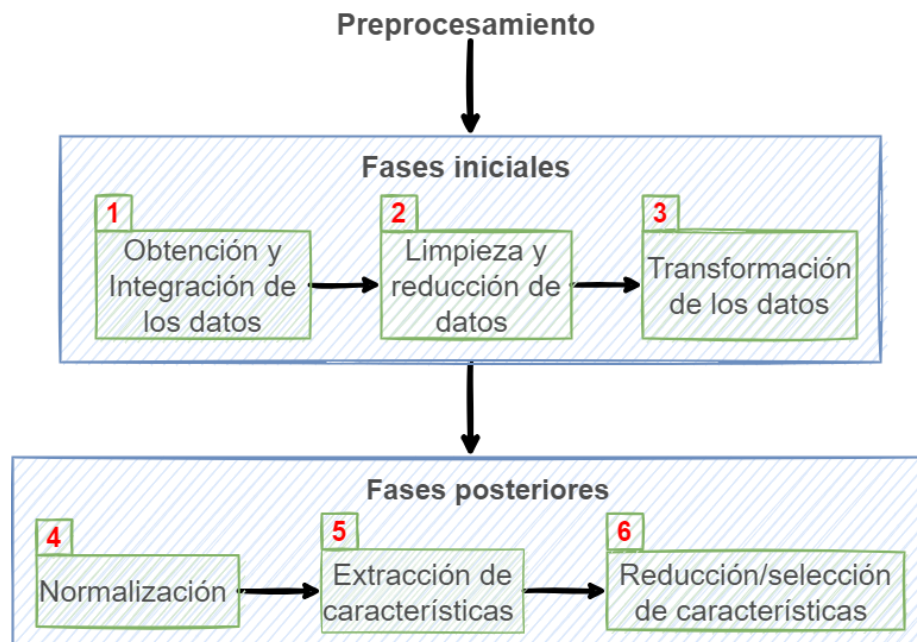 Preprocesamiento
Fases iniciales
1
Obtención y
Integración de
los datos
2
Limpieza y
reducción de
datos
3
Transformación
de los datos
Fases posteriores
4
Normalización
5
Extracción de
características
6
Reducción/selección
de características